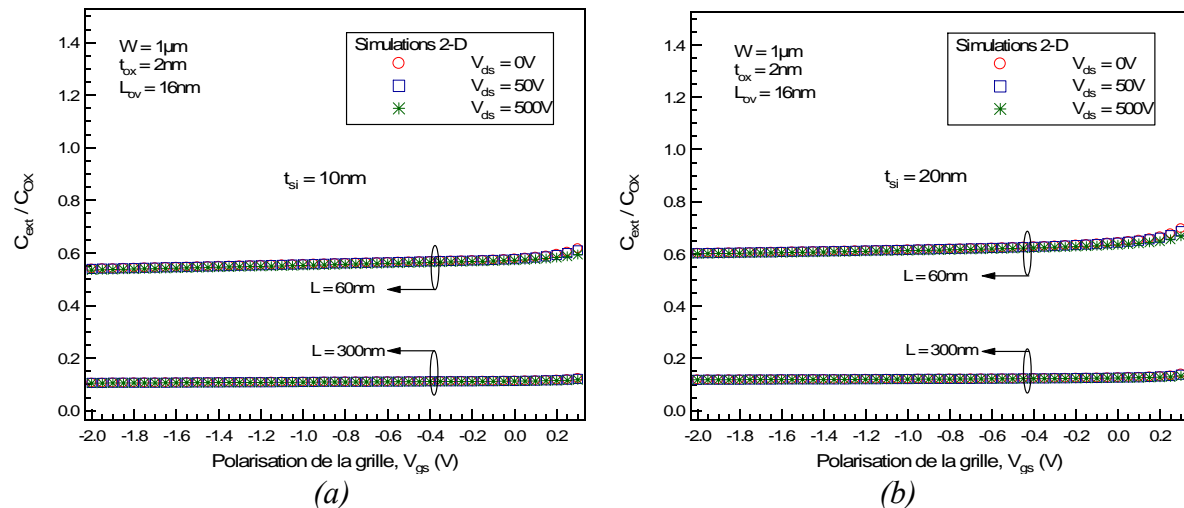 W = 1µm
t_ox = 2nm
L_ov = 16nm
Simulations 2-D
V_ds = 0V
V_ds = 50V
V_ds = 500V
t_si = 10nm
L = 60nm
L = 300nm
C_ext / C_OX
1.4
1.2
1.0
0.8
0.6
0.4
0.2
0.0
-2.0 -1.8 -1.6 -1.4 -1.2 -1.0 -0.8 -0.6 -0.4 -0.2 0.0 0.2
Polarisation de la grille, V_gs (V)
(a)
W = 1µm
t_ox = 2nm
L_ov = 16nm
Simulations 2-D
V_ds = 0V
V_ds = 50V
V_ds = 500V
t_si = 20nm
L = 60nm
L = 300nm
C_ext / C_OX
1.4
1.2
1.0
0.8
0.6
0.4
0.2
0.0
-2.0 -1.8 -1.6 -1.4 -1.2 -1.0 -0.8 -0.6 -0.4 -0.2 0.0 0.2
Polarisation de la grille, V_gs (V)
(b)